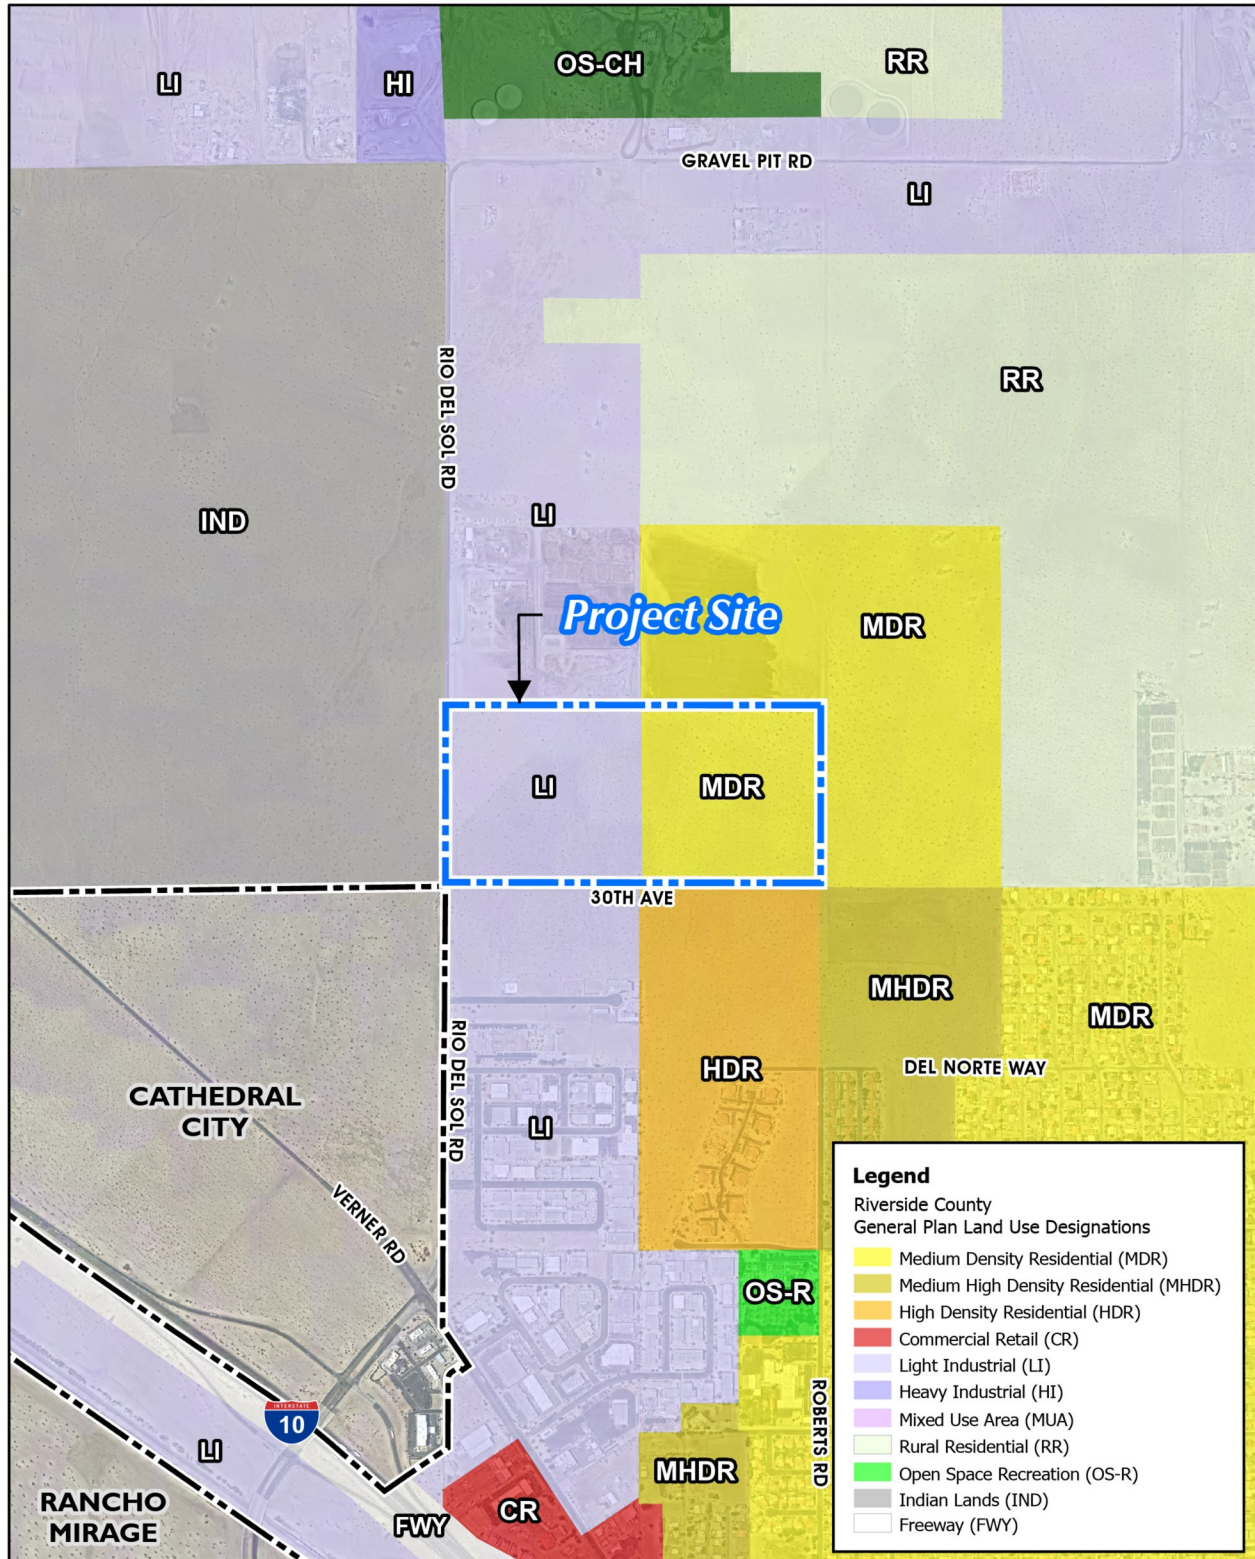 LI
HI
OS-CH
RR
GRAVEL PIT RD
LI
RIO DEL SOL RD
RR
IND
LI
Project Site
MDR
LI
MDR
30TH AVE
MHDR
MDR
RIO DEL SOL RD
HDR
DEL NORTE WAY
CATHEDRAL
CITY
LI
VERNER RD
OS-R
ROBERTS RD
INTERSTATE
10
LI
MHDR
RANCHO
MIRAGE
FWY
CR
Legend
Riverside County
General Plan Land Use Designations
Medium Density Residential (MDR)
Medium High Density Residential (MHDR)
High Density Residential (HDR)
Commercial Retail (CR)
Light Industrial (LI)
Heavy Industrial (HI)
Mixed Use Area (MUA)
Rural Residential (RR)
Open Space Recreation (OS-R)
Indian Lands (IND)
Freeway (FWY)